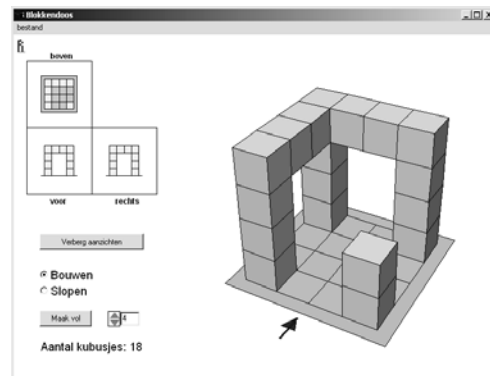 Blokkendoos
bestand
boven
voor
rechts
Verberg aanzichten
Bouwen
Slopen
Maak vol
4
Aantal kubusjes: 18